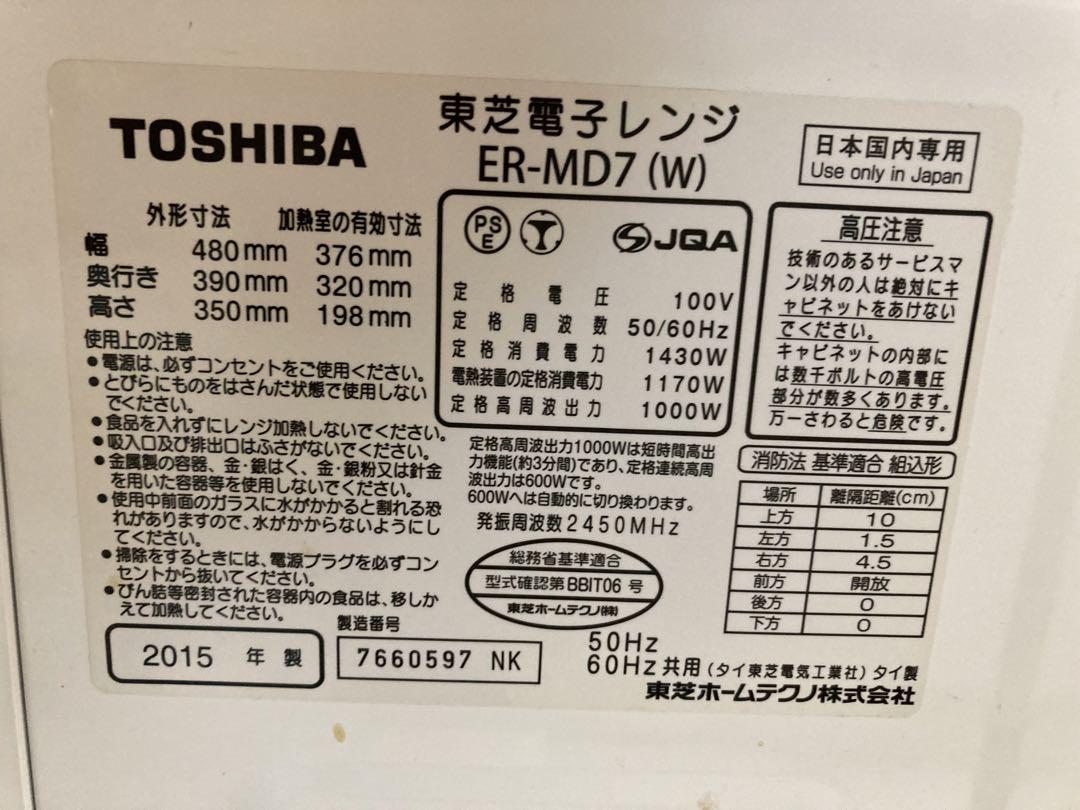 TOSHIBA
東芝電子レンジ
ER-MD7 (W)
日本国内専用
Use only in Japan
外形寸法 加熱室の有効寸法
幅 480mm 376mm
奥行き 390mm 320mm
高さ 350mm 198mm
使用上の注意
●電源は、必ずコンセントをご使用ください。
●とびらにものをはさんだ状態で使用しない
でください。
●食品を入れずにレンジ加熱しないでください。
●吸入口及び排出口はふさがないでください。
●金属製の容器、金・銀はく、金・銀粉又は針金
を用いた容器等を使用しないでください。
●使用中前面のガラスに水がかかると割れる恐
れがありますので、水がかからないようにし
てください。
●掃除をするときには、電源プラグを必ずコン
セントから抜いてください。
●びん詰等密封された容器内の食品は、移しか
えて加熱してください。
2015 年 製
製造番号
7660597 NK
PS
E
JQA
定格電圧 100V
定格周波数 50/60Hz
定格消費電力 1430W
電熱装置の定格消費電力 1170W
定格高周波出力 1000W
定格高周波出力1000Wは短時間高出
力機能(約3分間)であり、定格連続高周
波出力は600Wです。
600Wへは自動的に切り換わります。
発振周波数2450MHz
総務省基準適合
型式確認第BBIT06号
東芝ホームテクノ(株)
高圧注意
技術のあるサービスマ
ン以外の人は絶対にキ
ャビネットをあけない
でください。
キャビネットの内部に
は数千ボルトの高電圧
部分が数多くあります。
万一さわると危険です。
消防法 基準適合 組込形
場所 離隔距離(cm)
上方 10
左方 1.5
右方 4.5
前方 開放
後方 0
下方 0
50Hz
60Hz共用 (タイ東芝電気工業社) タイ製
東芝ホームテクノ株式会社